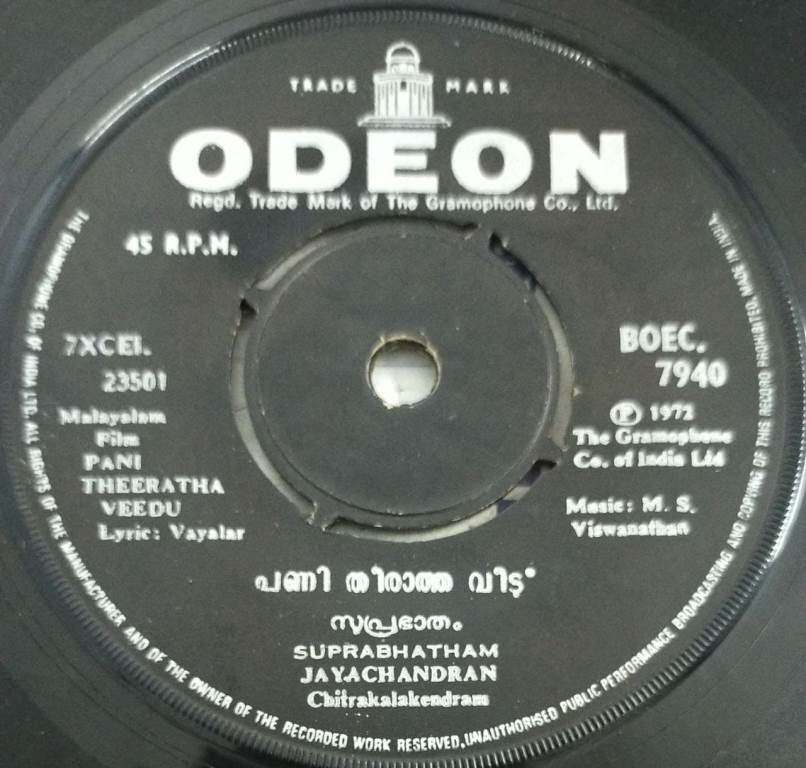 TRADE MARK
ODEON
Regd. Trade Mark of The Gramophone Co., Ltd.
45 R.P.M.
7XCEI.
23501
Malayalam
Film
PANI
THEERATHA
VEEDU
Lyric: Vayalar
BOEC.
7940
Ⓟ 1972
The Gramophone
Co. of India Ltd
Music: M. S.
Viswanathan
പണി തീരാത്ത വീട്
സുപ്രഭാതം
SUPRABHATHAM
JAYACHANDRAN
Chitrakalakendram
THE GRAMOPHONE CO. OF INDIA LTD. ALL RIGHTS OF THE MANUFACTURER AND OF THE OWNER OF THE RECORDED WORK RESERVED, UNAUTHORISED PUBLIC PERFORMANCE BROADCASTING AND COPYING OF THIS RECORD PROHIBITED. MADE IN INDIA.